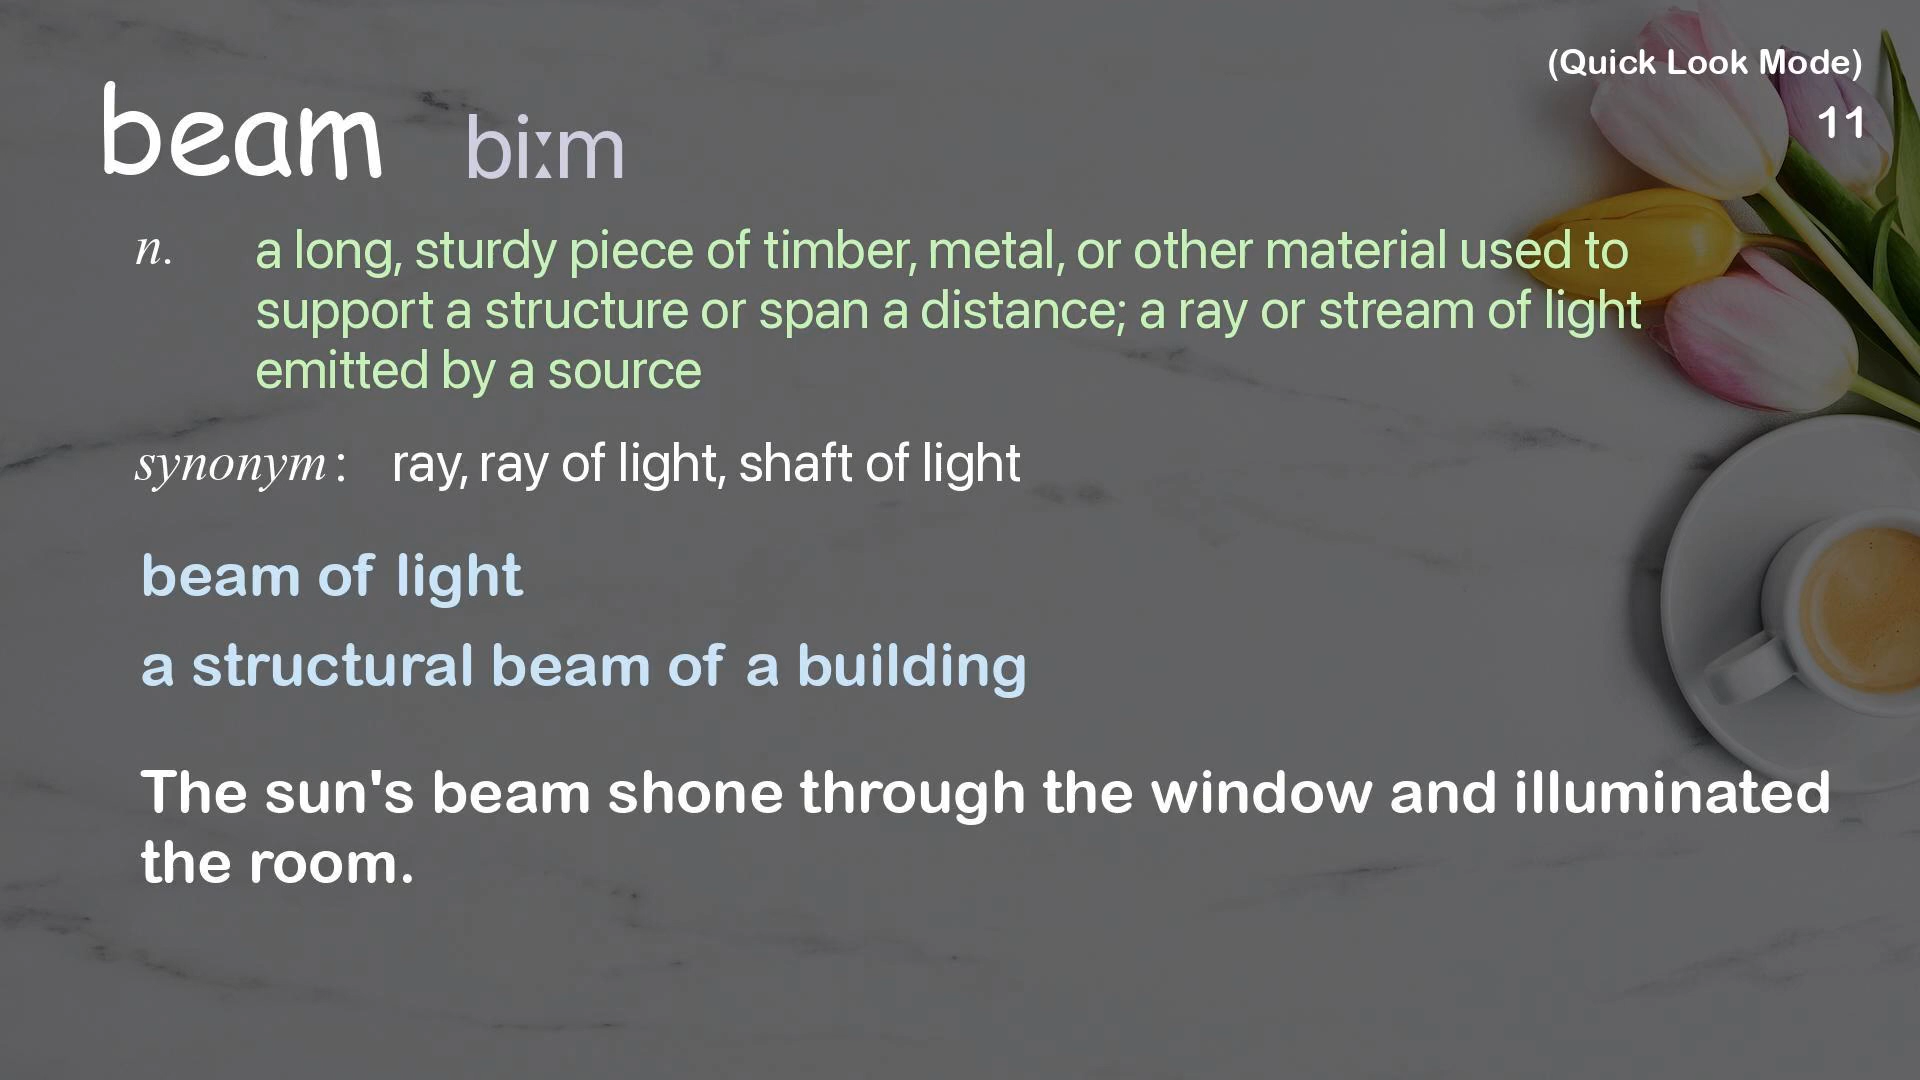 (Quick Look Mode)
11
beam biːm
n. a long, sturdy piece of timber, metal, or other material used to
support a structure or span a distance; a ray or stream of light
emitted by a source
synonym: ray, ray of light, shaft of light
beam of light
a structural beam of a building
The sun's beam shone through the window and illuminated
the room.